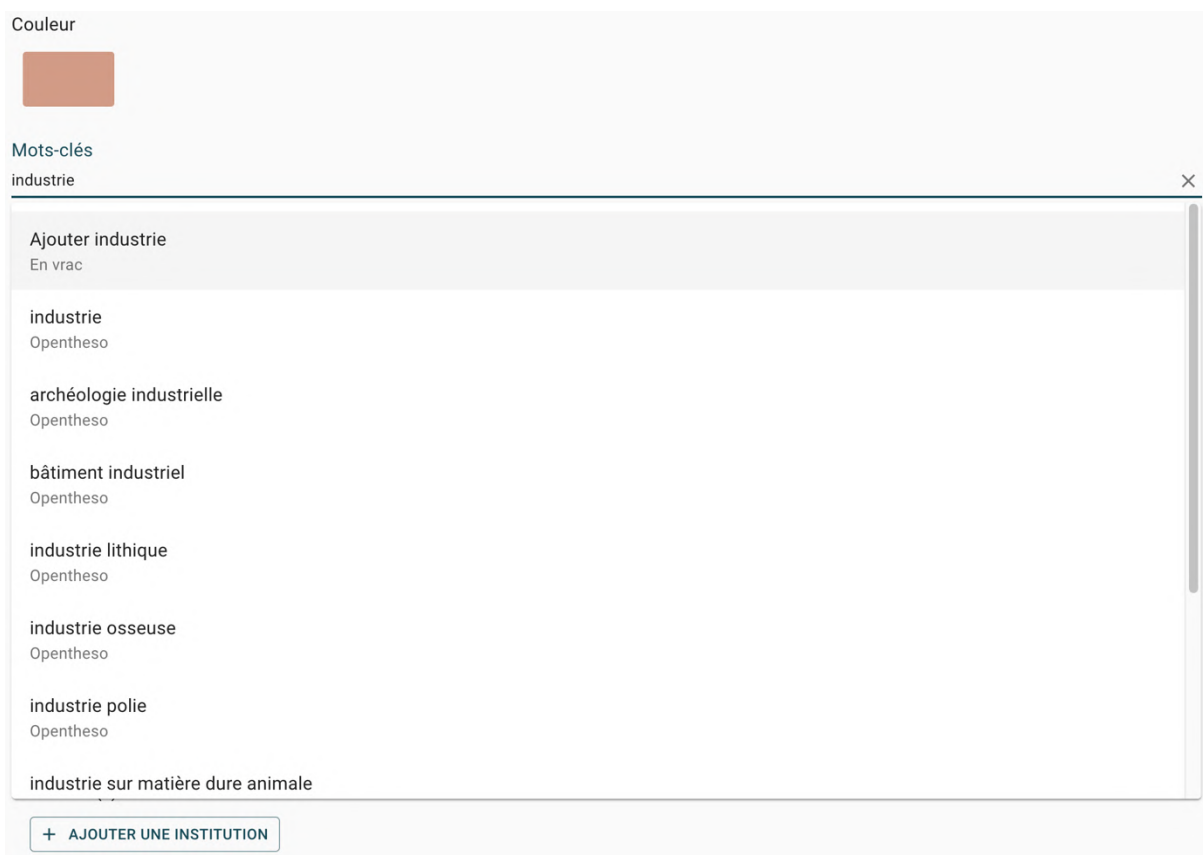 Couleur
Mots-clés
industrie
Ajouter industrie
En vrac
industrie
Opentheso
archéologie industrielle
Opentheso
bâtiment industriel
Opentheso
industrie lithique
Opentheso
industrie osseuse
Opentheso
industrie polie
Opentheso
industrie sur matière dure animale
+ AJOUTER UNE INSTITUTION